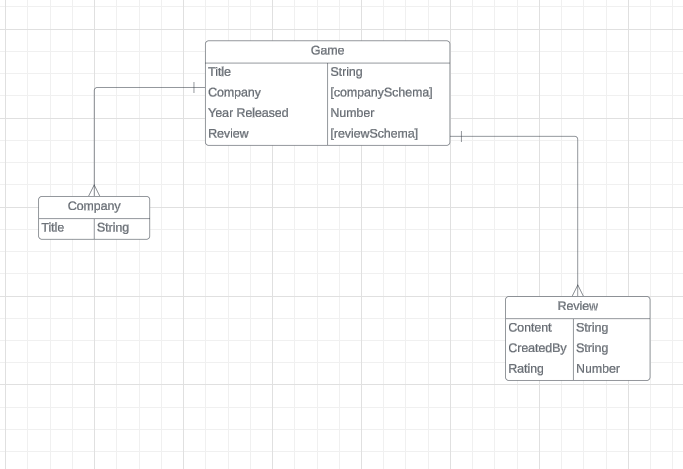 Game
Title String
Company [companySchema]
Year Released Number
Review [reviewSchema]
Company
Title String
Review
Content String
CreatedBy String
Rating Number